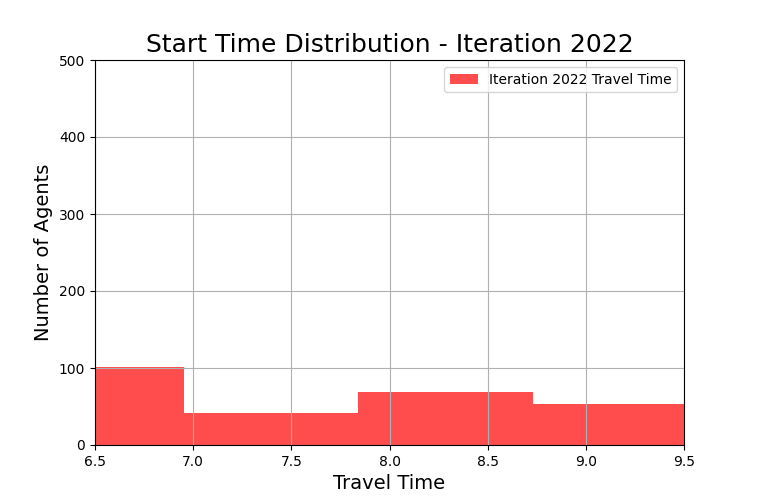 Start Time Distribution - Iteration 2022
500
Iteration 2022 Travel Time
400
300
200
100
0
Number of Agents
6.5 7.0 7.5 8.0 8.5 9.0 9.5
Travel Time